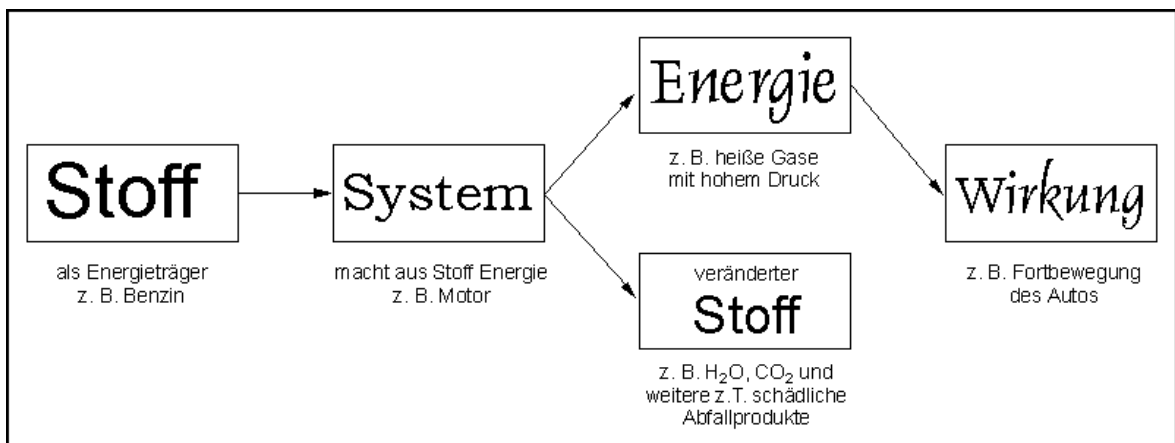 Stoff
als Energieträger
z. B. Benzin
System
macht aus Stoff Energie
z. B. Motor
Energie
z. B. heiße Gase
mit hohem Druck
veränderter
Stoff
z. B. H₂O, CO₂ und
weitere z.T. schädliche
Abfallprodukte
Wirkung
z. B. Fortbewegung
des Autos